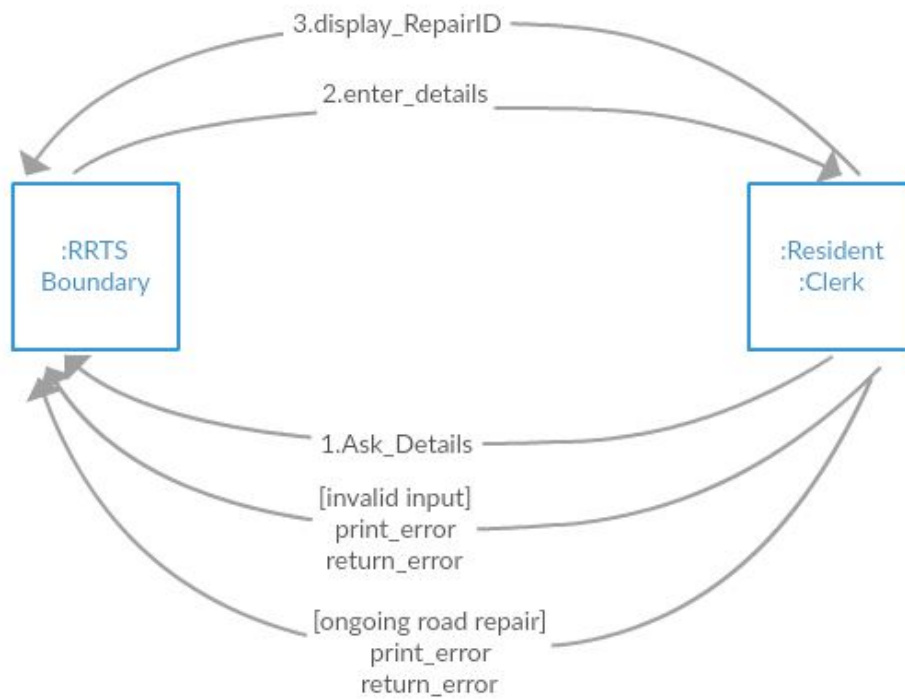 3.display_RepairID
2.enter_details
:RRTS
Boundary
:Resident
:Clerk
1.Ask_Details
[invalid input]
print_error
return_error
[ongoing road repair]
print_error
return_error